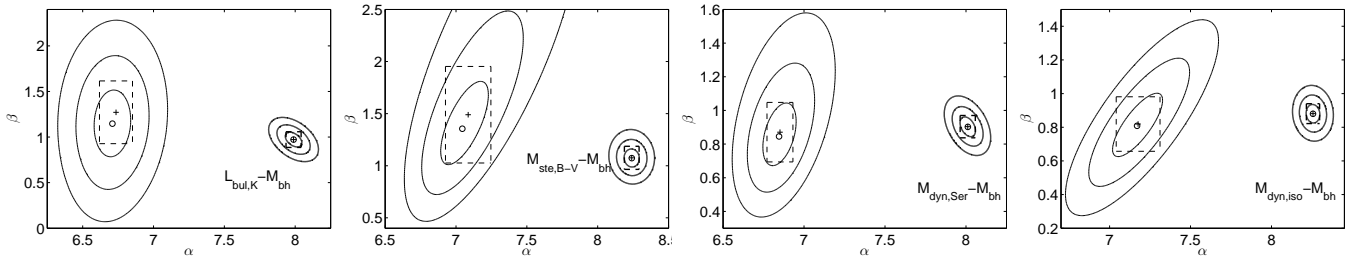 2
1.5
1
0.5
0
β
6.5 7 7.5 8
α
L_bul,K−M_bh
2.5
2
1.5
1
0.5
β
6.5 7 7.5 8 8.5
α
M_ste,B−V−M_bh
1.6
1.4
1.2
1
0.8
0.6
0.4
β
6.5 7 7.5 8
α
M_dyn,Ser−M_bh
1.4
1.2
1
0.8
0.6
0.4
0.2
β
7 7.5 8
α
M_dyn,iso−M_bh